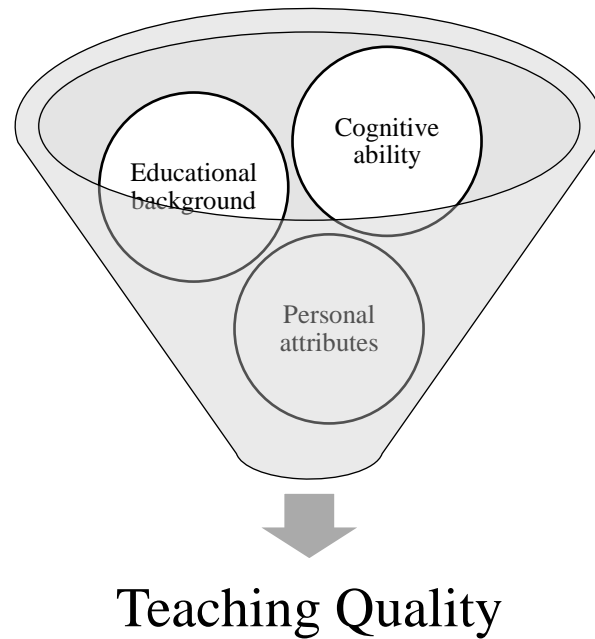 Cognitive
ability
Educational
background
Personal
attributes
Teaching Quality